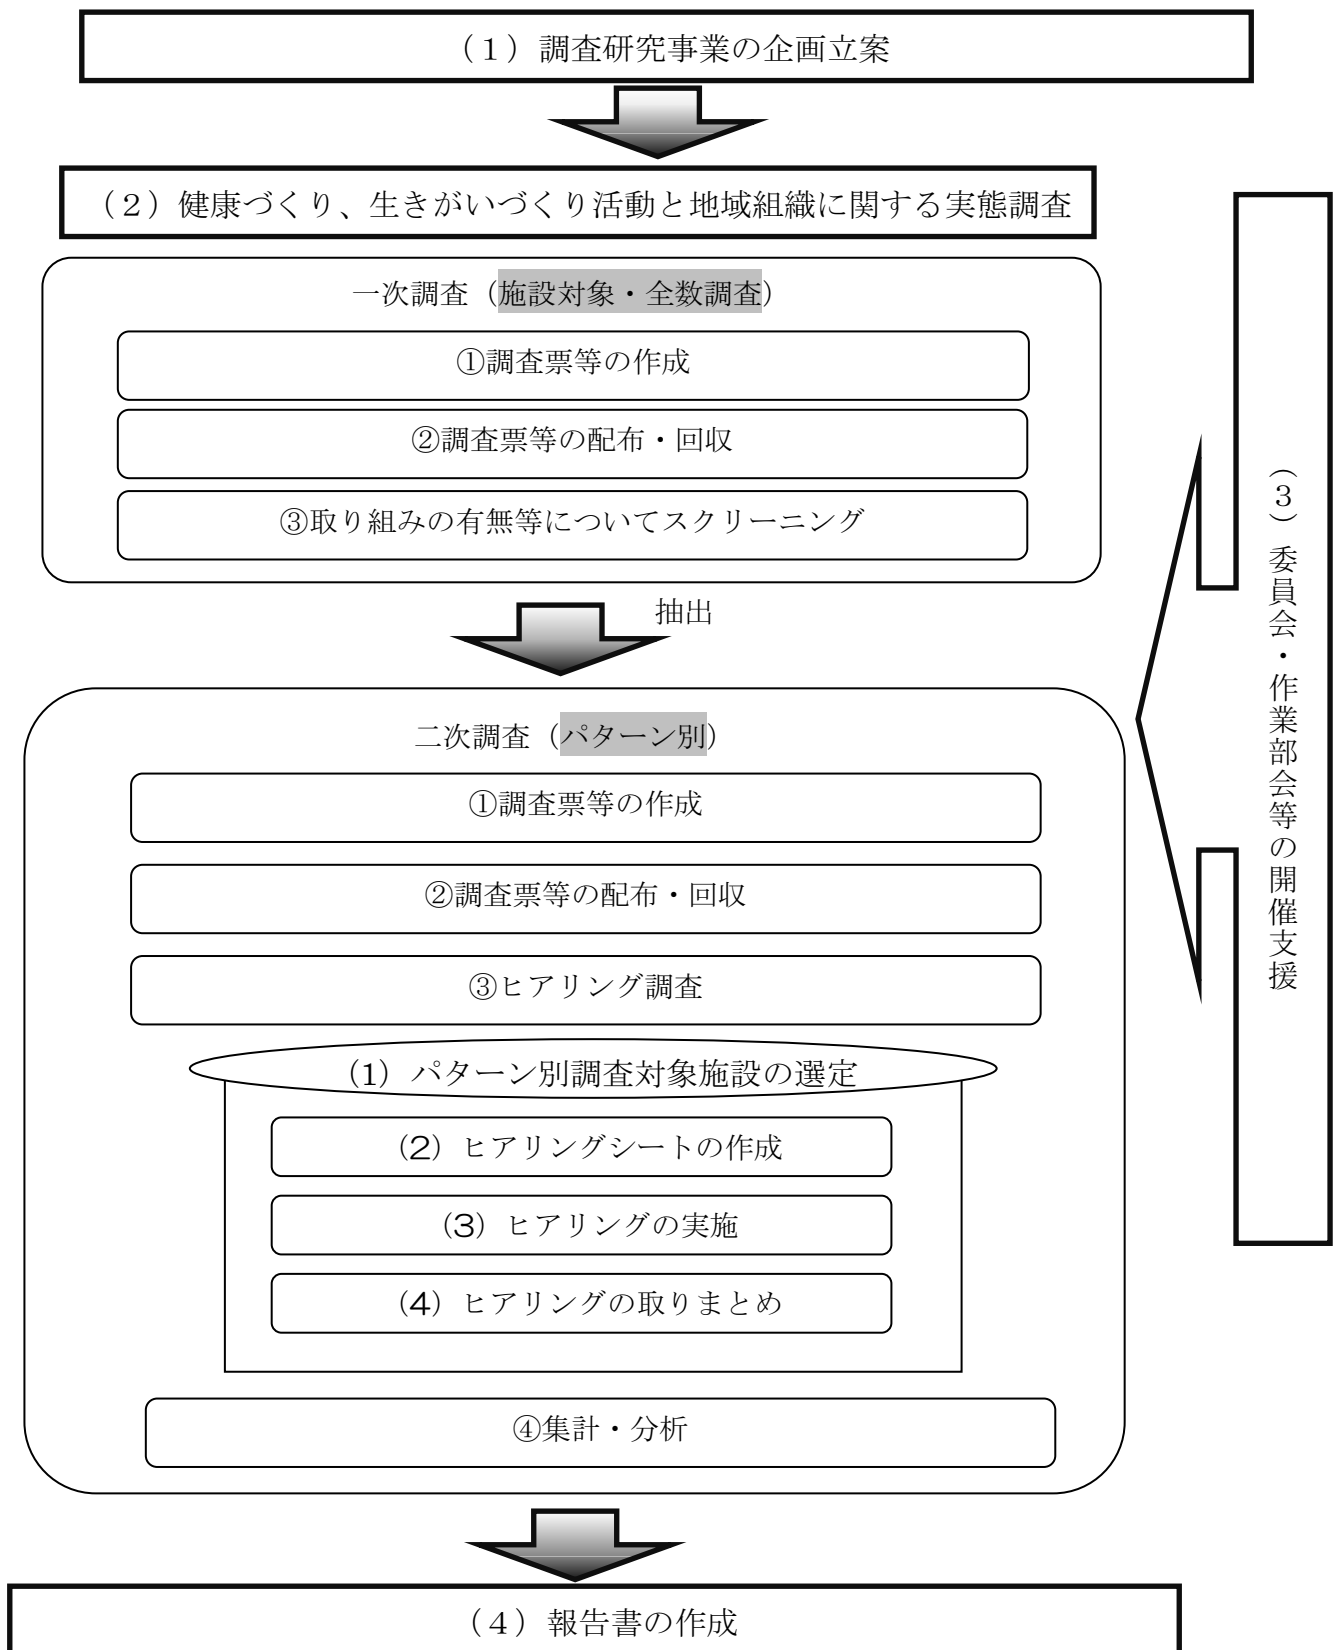 （１）調査研究事業の企画立案
（２）健康づくり、生きがいづくり活動と地域組織に関する実態調査
一次調査（施設対象・全数調査）
①調査票等の作成
②調査票等の配布・回収
③取り組みの有無等についてスクリーニング
抽出
二次調査（パターン別）
①調査票等の作成
②調査票等の配布・回収
③ヒアリング調査
（1）パターン別調査対象施設の選定
（2）ヒアリングシートの作成
（3）ヒアリングの実施
（4）ヒアリングの取りまとめ
④集計・分析
（３）委員会・作業部会等の開催支援
（４）報告書の作成